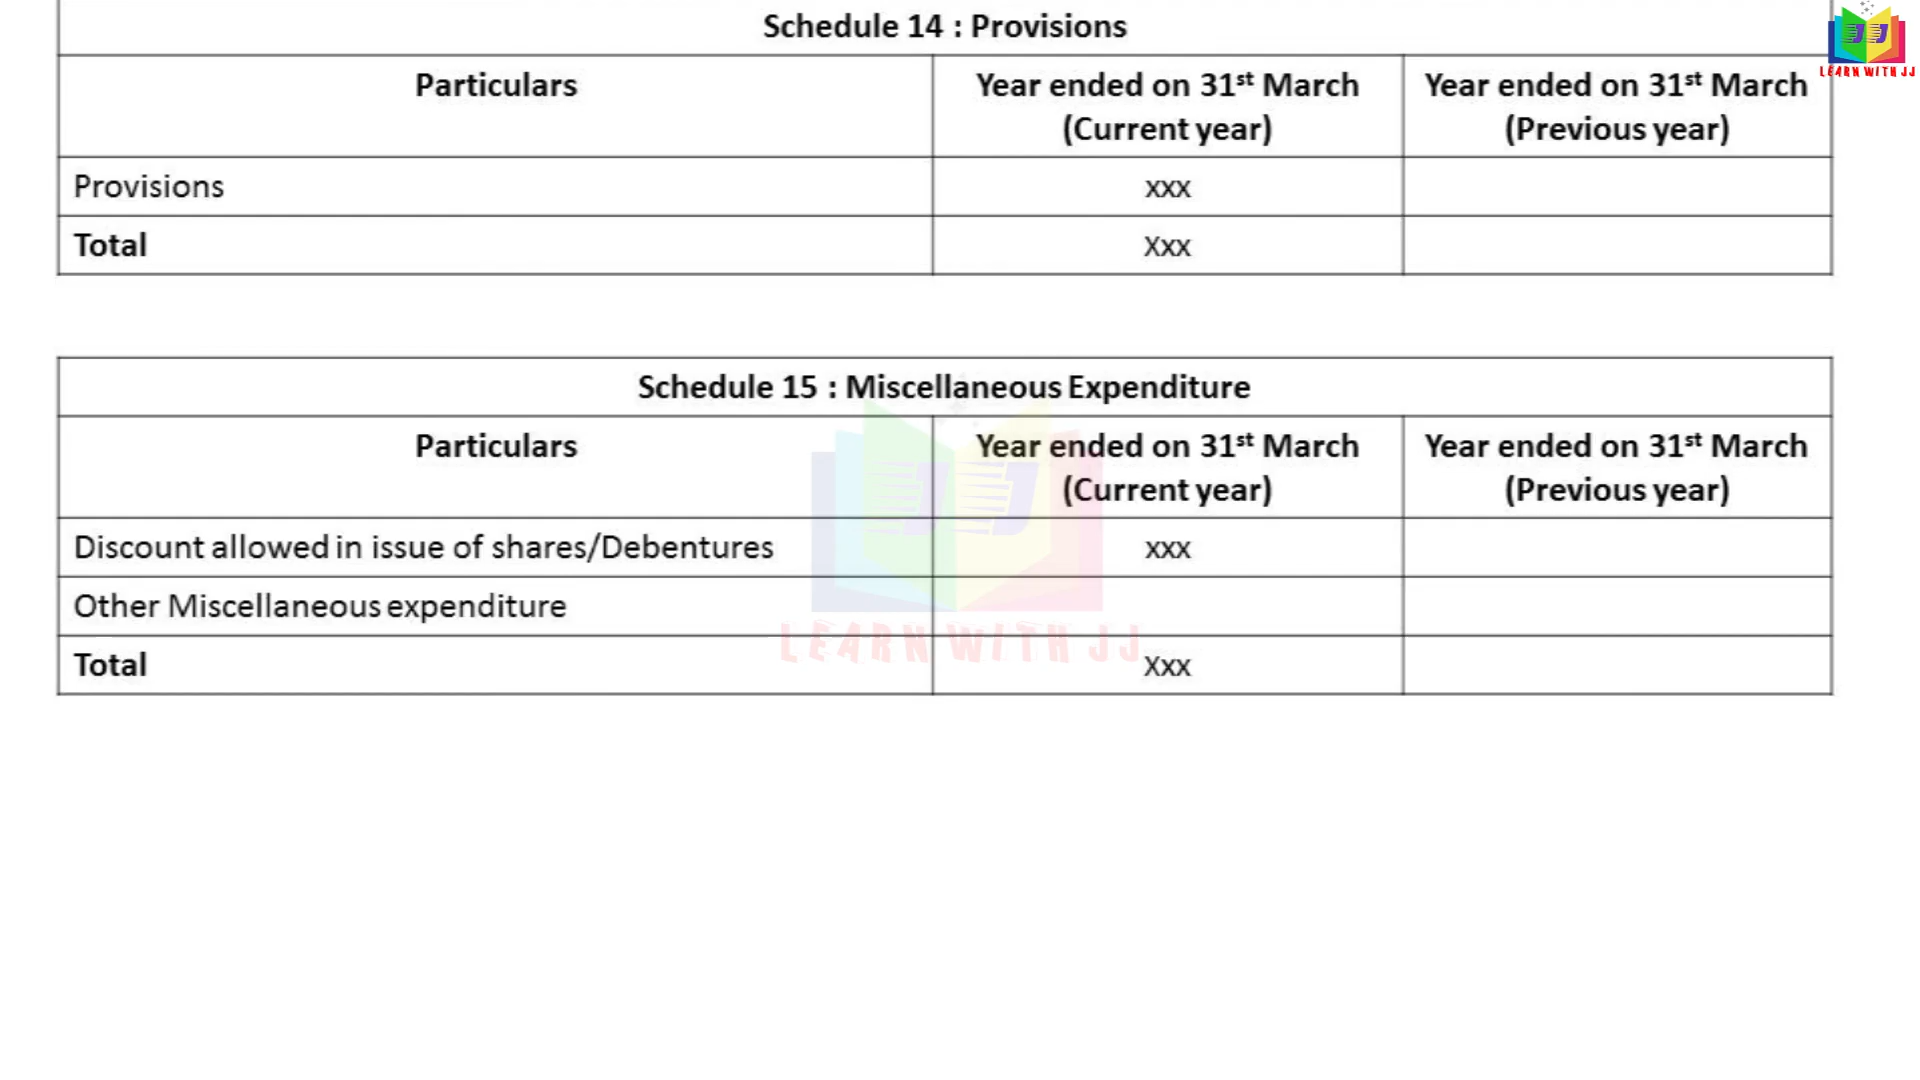 Schedule 14 : Provisions
Particulars
Year ended on 31st March
(Current year)
Year ended on 31st March
(Previous year)
Provisions xxx
Total Xxx
Schedule 15 : Miscellaneous Expenditure
Particulars
Year ended on 31st March
(Current year)
Year ended on 31st March
(Previous year)
Discount allowed in issue of shares/Debentures xxx
Other Miscellaneous expenditure
Total Xxx
JJ
LEARN WITH JJ
JJ
LEARN WITH JJ